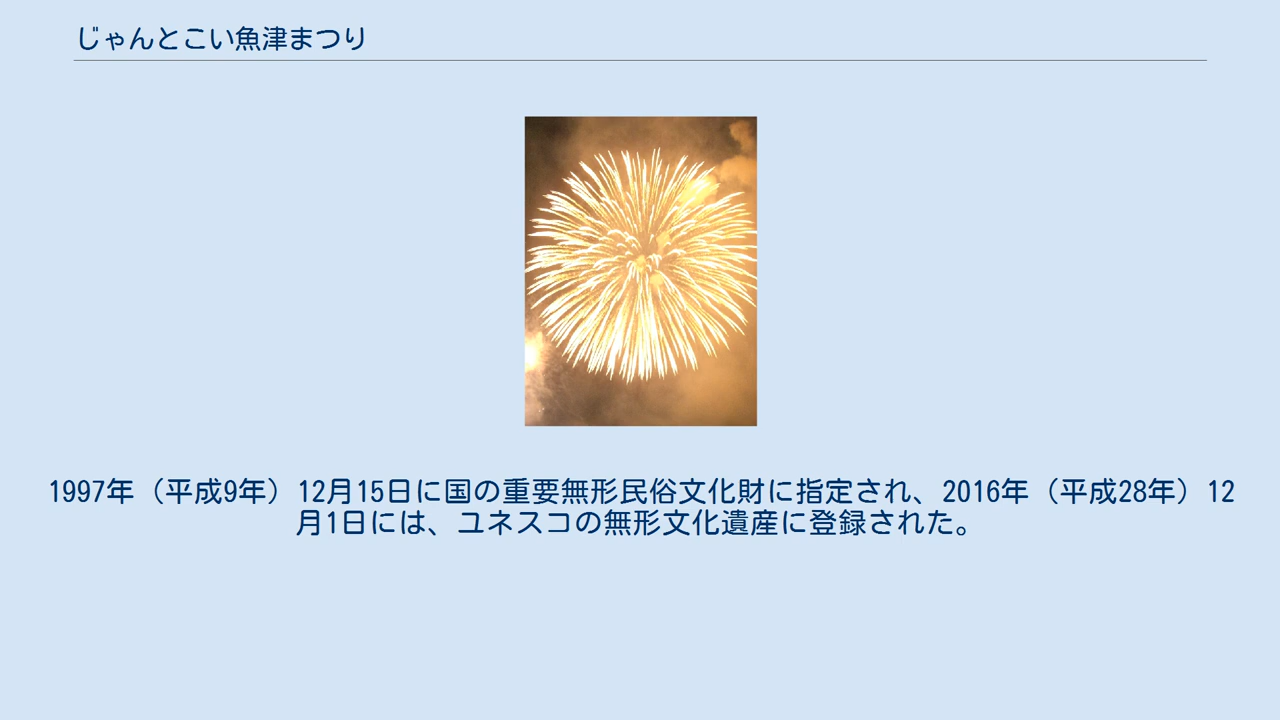 じゃんとこい魚津まつり
1997年（平成9年）12月15日に国の重要無形民俗文化財に指定され、2016年（平成28年）12
月1日には、ユネスコの無形文化遺産に登録された。